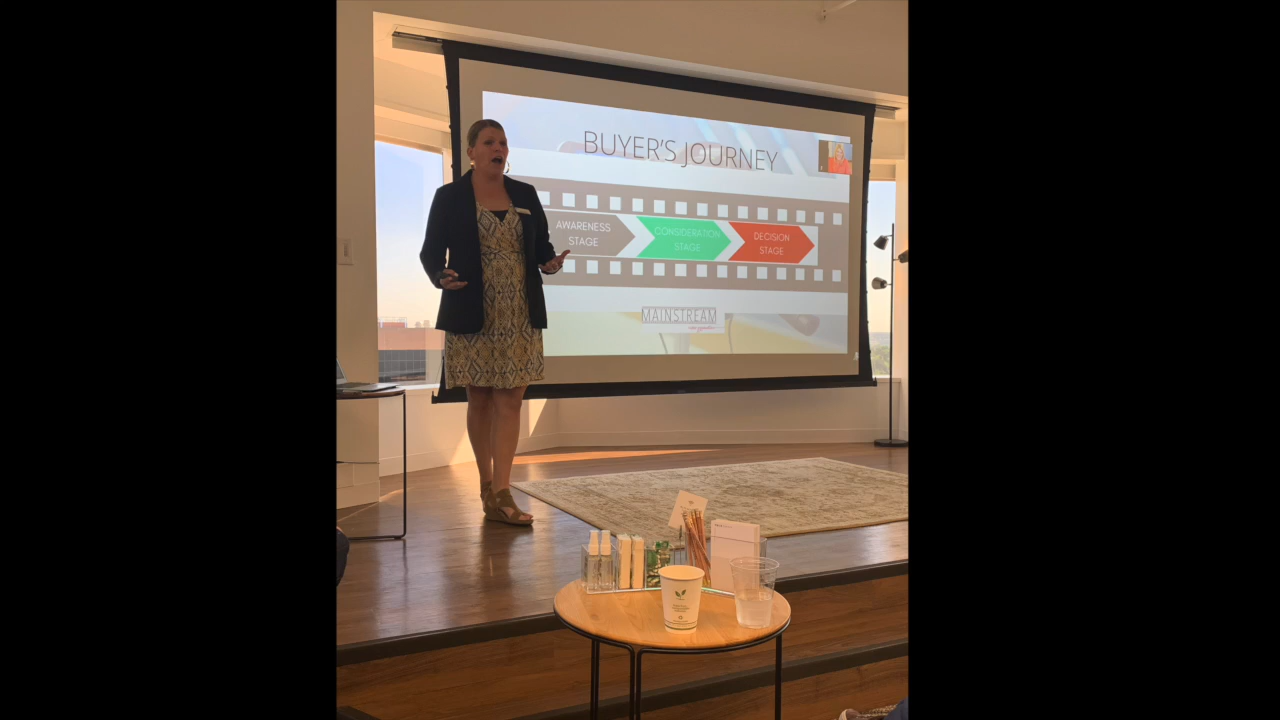 BUYER'S JOURNEY
AWARENESS
STAGE
CONSIDERATION
STAGE
DECISION
STAGE
MAINSTREAM